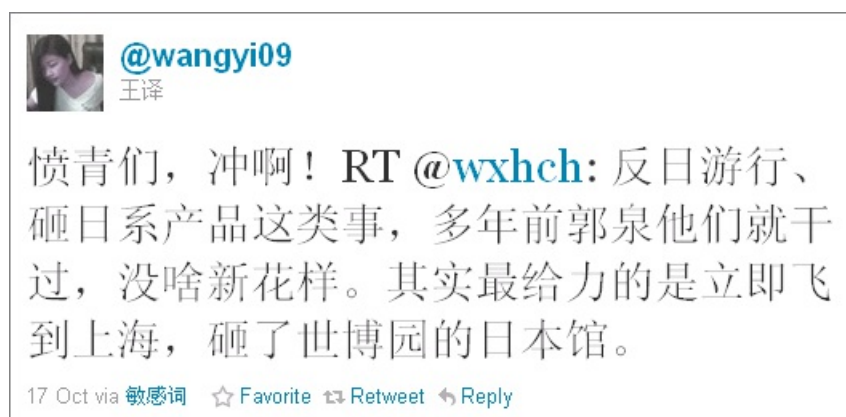 @wangyi09
王译
愤青们，冲啊！RT @wxhch: 反日游行、
砸日系产品这类事，多年前郭泉他们就干
过，没啥新花样。其实最给力的是立即飞
到上海，砸了世博园的日本馆。
17 Oct via 敏感词 Favorite Retweet Reply